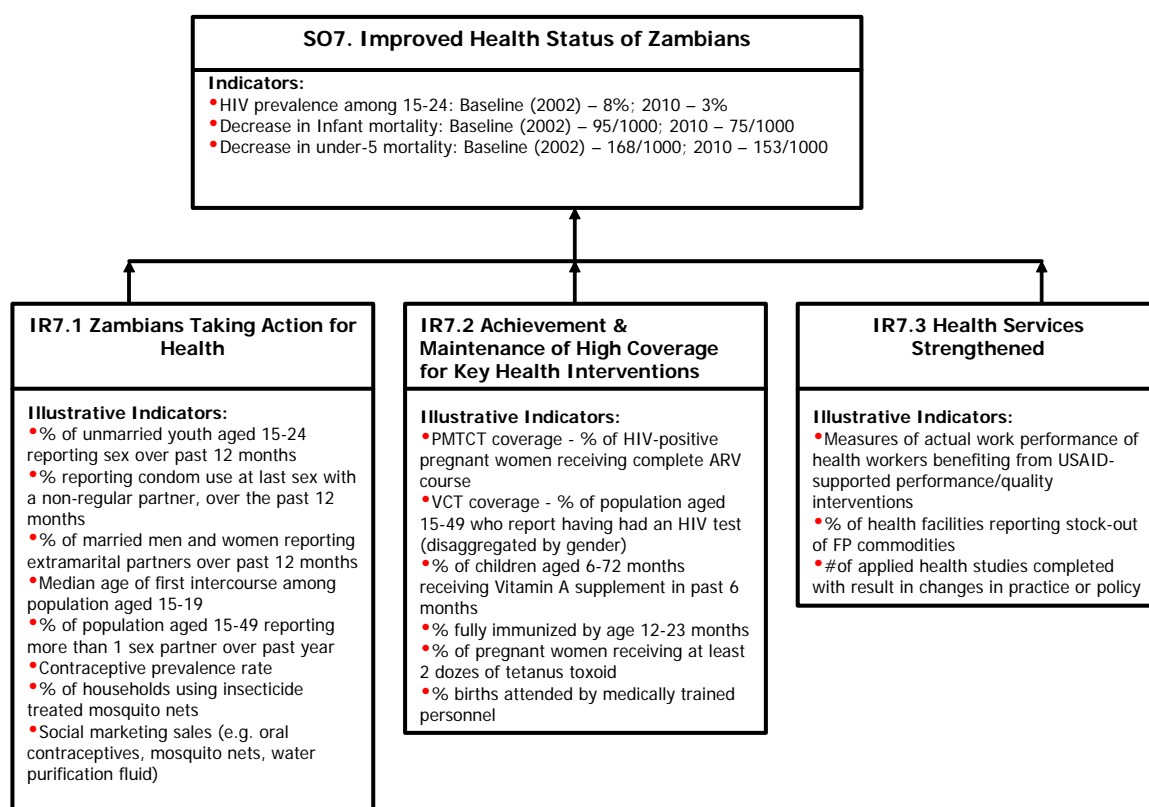 SO7. Improved Health Status of Zambians
Indicators:
•HIV prevalence among 15-24: Baseline (2002) – 8%; 2010 – 3%
•Decrease in Infant mortality: Baseline (2002) – 95/1000; 2010 – 75/1000
•Decrease in under-5 mortality: Baseline (2002) – 168/1000; 2010 – 153/1000
IR7.1 Zambians Taking Action for
Health
Illustrative Indicators:
•% of unmarried youth aged 15-24
reporting sex over past 12 months
•% reporting condom use at last sex with
a non-regular partner, over the past 12
months
•% of married men and women reporting
extramarital partners over past 12 months
•Median age of first intercourse among
population aged 15-19
•% of population aged 15-49 reporting
more than 1 sex partner over past year
•Contraceptive prevalence rate
•% of households using insecticide
treated mosquito nets
•Social marketing sales (e.g. oral
contraceptives, mosquito nets, water
purification fluid)
IR7.2 Achievement &
Maintenance of High Coverage
for Key Health Interventions
Illustrative Indicators:
•PMTCT coverage - % of HIV-positive
pregnant women receiving complete ARV
course
•VCT coverage - % of population aged
15-49 who report having had an HIV test
(disaggregated by gender)
•% of children aged 6-72 months
receiving Vitamin A supplement in past 6
months
•% fully immunized by age 12-23 months
•% of pregnant women receiving at least
2 dozes of tetanus toxoid
•% births attended by medically trained
personnel
IR7.3 Health Services
Strengthened
Illustrative Indicators:
•Measures of actual work performance of
health workers benefiting from USAID-
supported performance/quality
interventions
•% of health facilities reporting stock-out
of FP commodities
•#of applied health studies completed
with result in changes in practice or policy